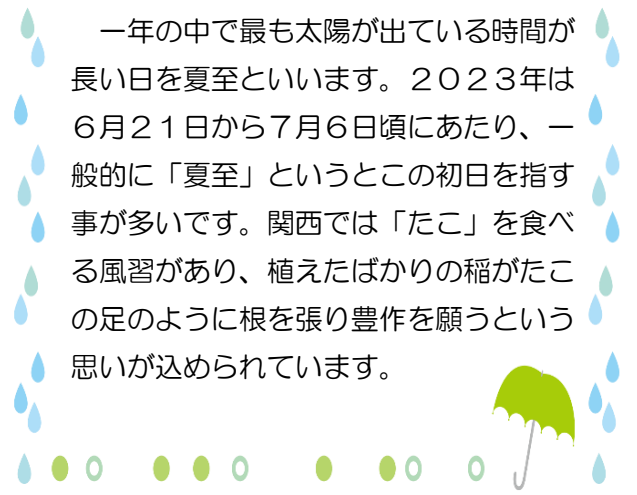 一年の中で最も太陽が出ている時間が
長い日を夏至といいます。２０２３年は
６月２１日から７月６日頃にあたり、一
般的に「夏至」というとこの初日を指す
事が多いです。関西では「たこ」を食べ
る風習があり、植えたばかりの稲がたこ
の足のように根を張り豊作を願うという
思いが込められています。